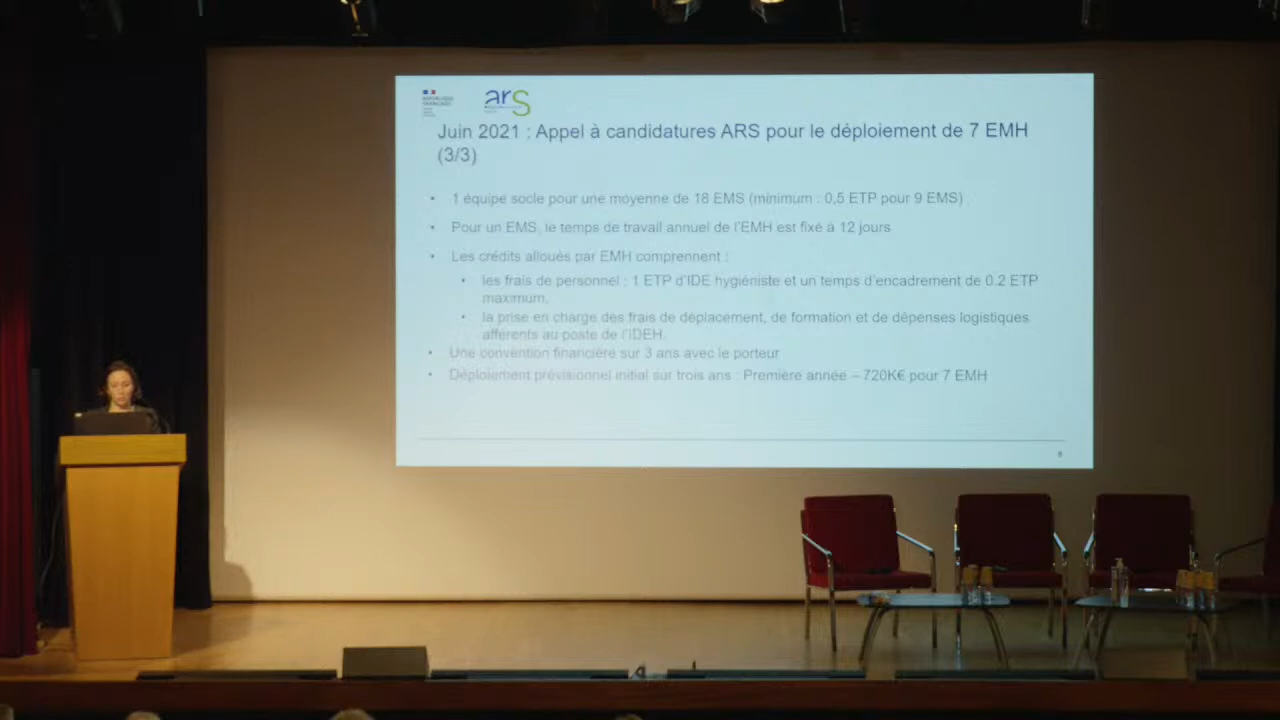 RÉPUBLIQUE
FRANÇAISE
ars
Juin 2021 : Appel à candidatures ARS pour le déploiement de 7 EMH
(3/3)
• 1 équipe socle pour une moyenne de 18 EMS (minimum : 0,5 ETP pour 9 EMS)
• Pour un EMS, le temps de travail annuel de l'EMH est fixé à 12 jours
• Les crédits alloués par EMH comprennent :
• les frais de personnel : 1 ETP d'IDE hygiéniste et un temps d'encadrement de 0.2 ETP
maximum.
• la prise en charge des frais de déplacement, de formation et de dépenses logistiques
afférents au poste de l'IDEH.
• Une convention financière sur 3 ans avec le porteur
• Déploiement prévisionnel initial sur trois ans : Première année – 720K€ pour 7 EMH